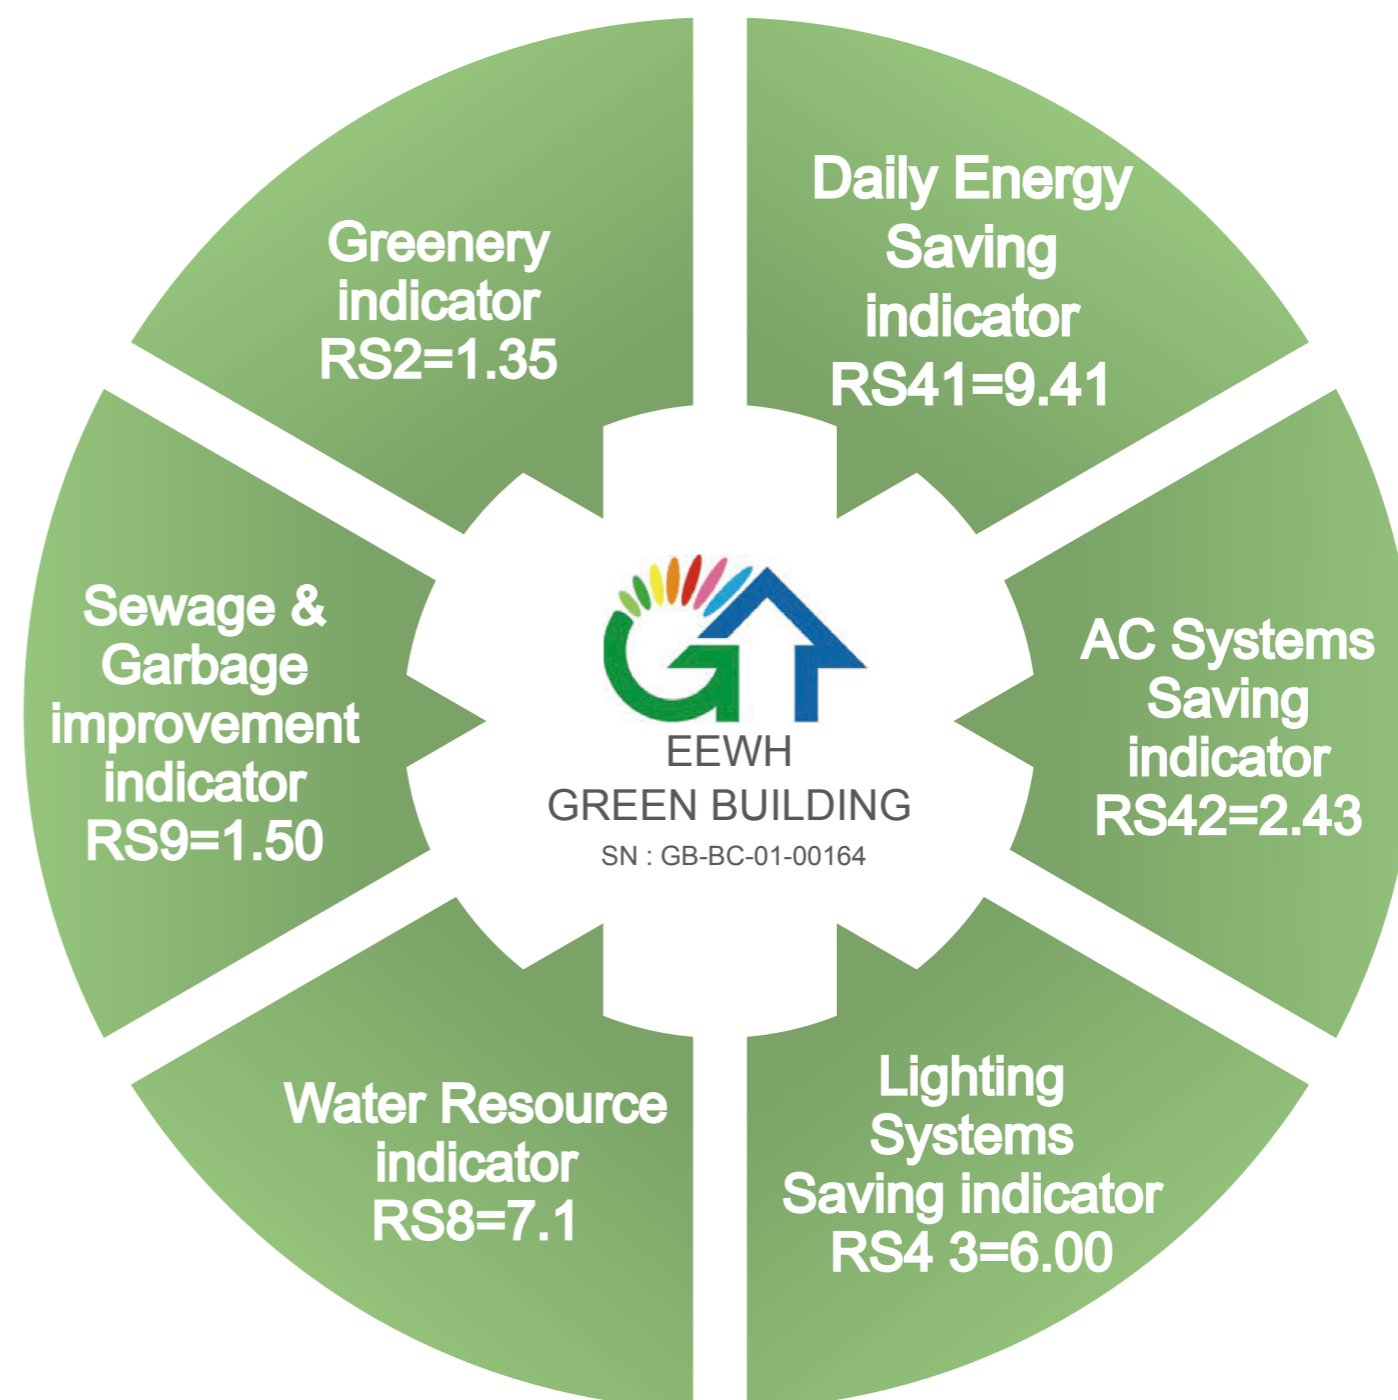 Greenery
indicator
RS2=1.35
Daily Energy
Saving
indicator
RS41=9.41
Sewage &
Garbage
improvement
indicator
RS9=1.50
EEWH
GREEN BUILDING
SN : GB-BC-01-00164
AC Systems
Saving
indicator
RS42=2.43
Water Resource
indicator
RS8=7.1
Lighting
Systems
Saving indicator
RS4 3=6.00